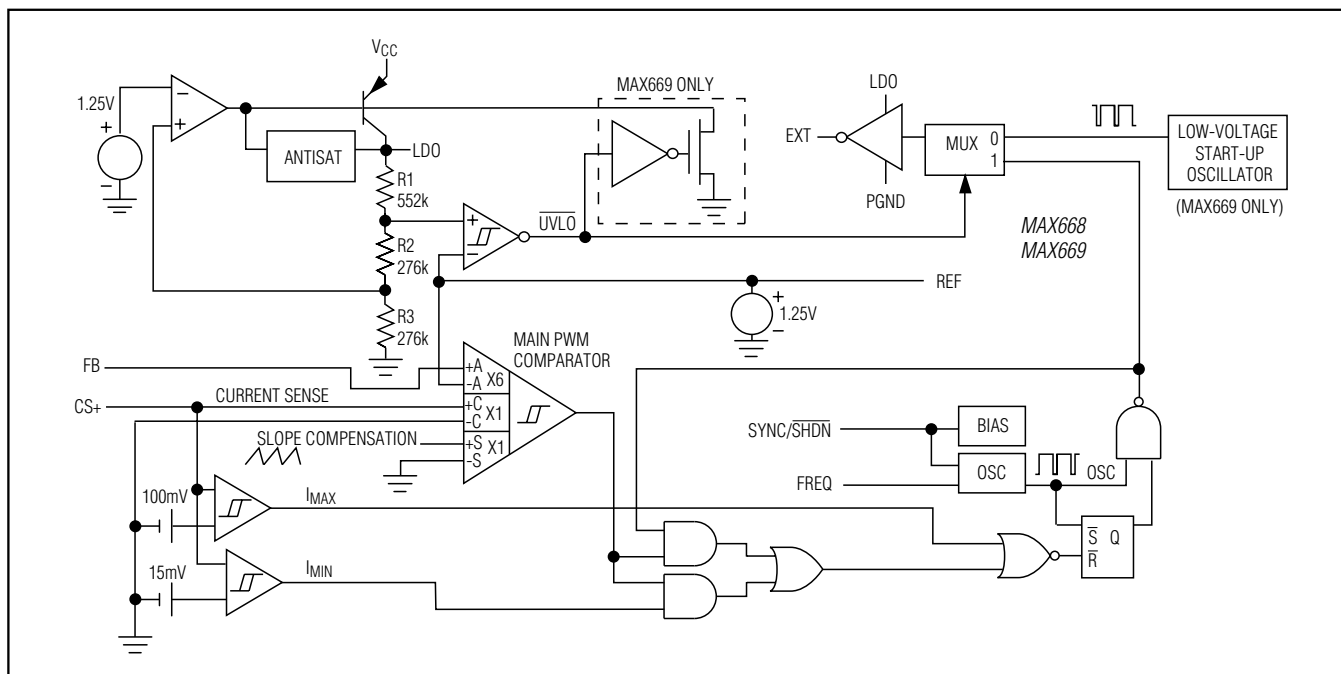 VCC
MAX669 ONLY
1.25V
+
−
−
+
ANTISAT
LDO
R1
552k
R2
276k
R3
276k
+
−
UVLO
LDO
EXT
PGND
MUX 0
1
LOW-VOLTAGE
START-UP
OSCILLATOR
(MAX669 ONLY)
MAX668
MAX669
REF
+
1.25V
−
MAIN PWM
COMPARATOR
FB
+A
-A
X6
CS+
CURRENT SENSE
+C
-C
X1
SLOPE COMPENSATION
+S
-S
X1
SYNC/SHDN
BIAS
FREQ
OSC
OSC
100mV
IMAX
15mV
IMIN
S Q
R